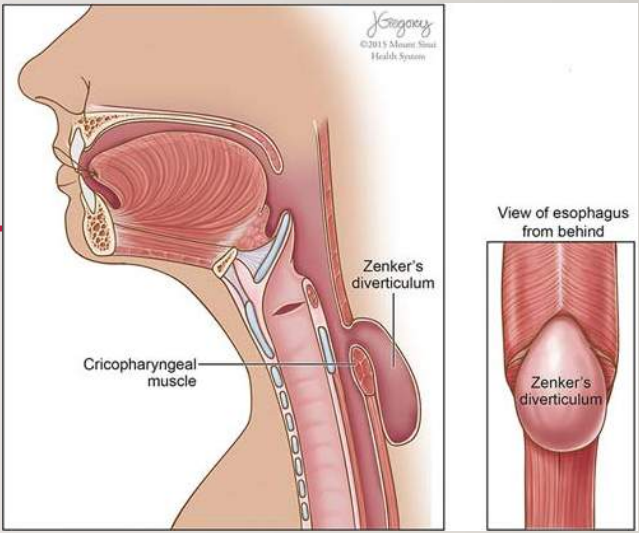 JGregory
©2015 Mount Sinai
Health System
Zenker's
diverticulum
Cricopharyngeal
muscle
View of esophagus
from behind
Zenker's
diverticulum